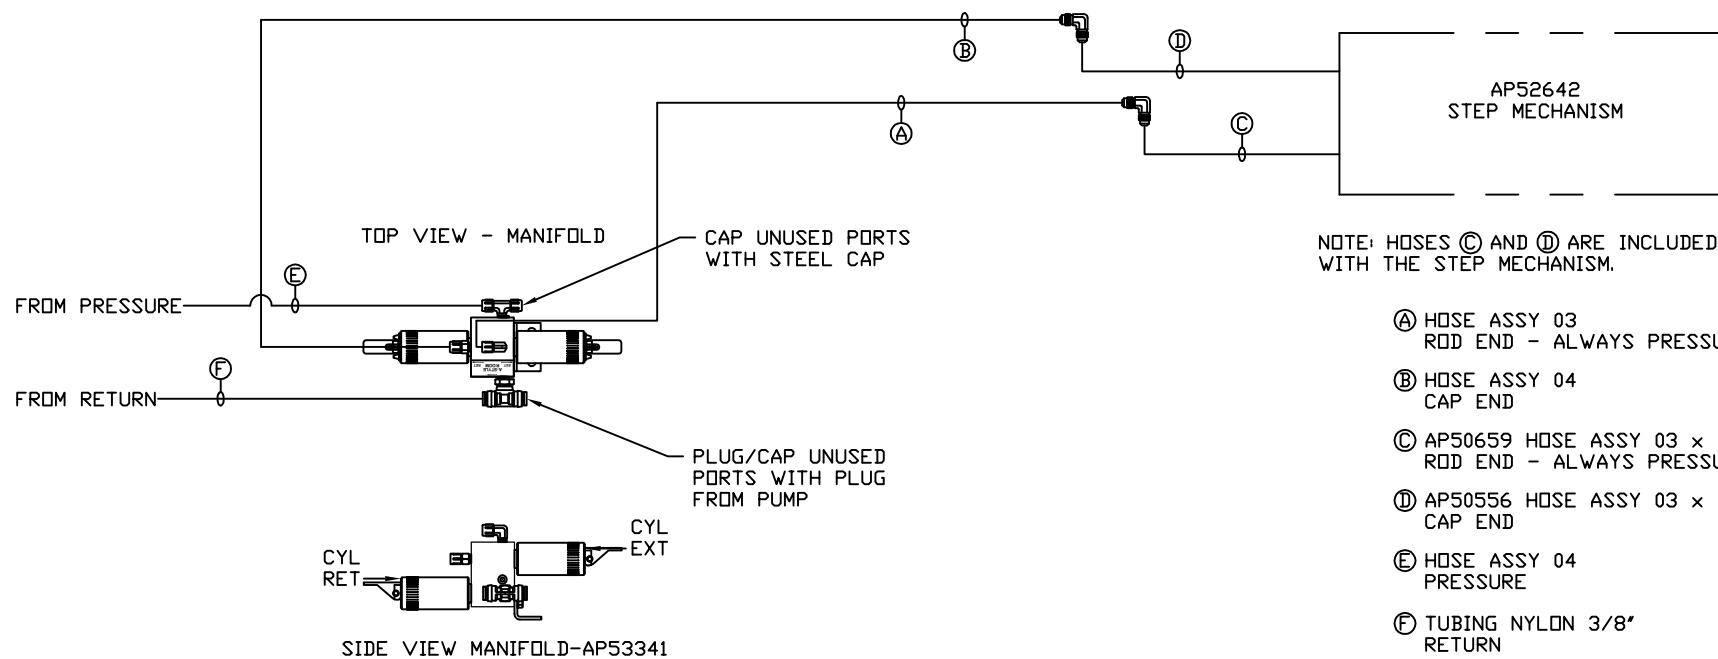 B
D
AP52642
STEP MECHANISM
A
C
TOP VIEW - MANIFOLD
CAP UNUSED PORTS
WITH STEEL CAP
NOTE: HOSES C AND D ARE INCLUDED
WITH THE STEP MECHANISM.
E
FROM PRESSURE
F
FROM RETURN
PLUG/CAP UNUSED
PORTS WITH PLUG
FROM PUMP
CYL
EXT
CYL
RET
SIDE VIEW MANIFOLD-AP53341
A HOSE ASSY 03
ROD END - ALWAYS PRESSU
B HOSE ASSY 04
CAP END
C AP50659 HOSE ASSY 03 x
ROD END - ALWAYS PRESSU
D AP50556 HOSE ASSY 03 x
CAP END
E HOSE ASSY 04
PRESSURE
F TUBING NYLON 3/8"
RETURN